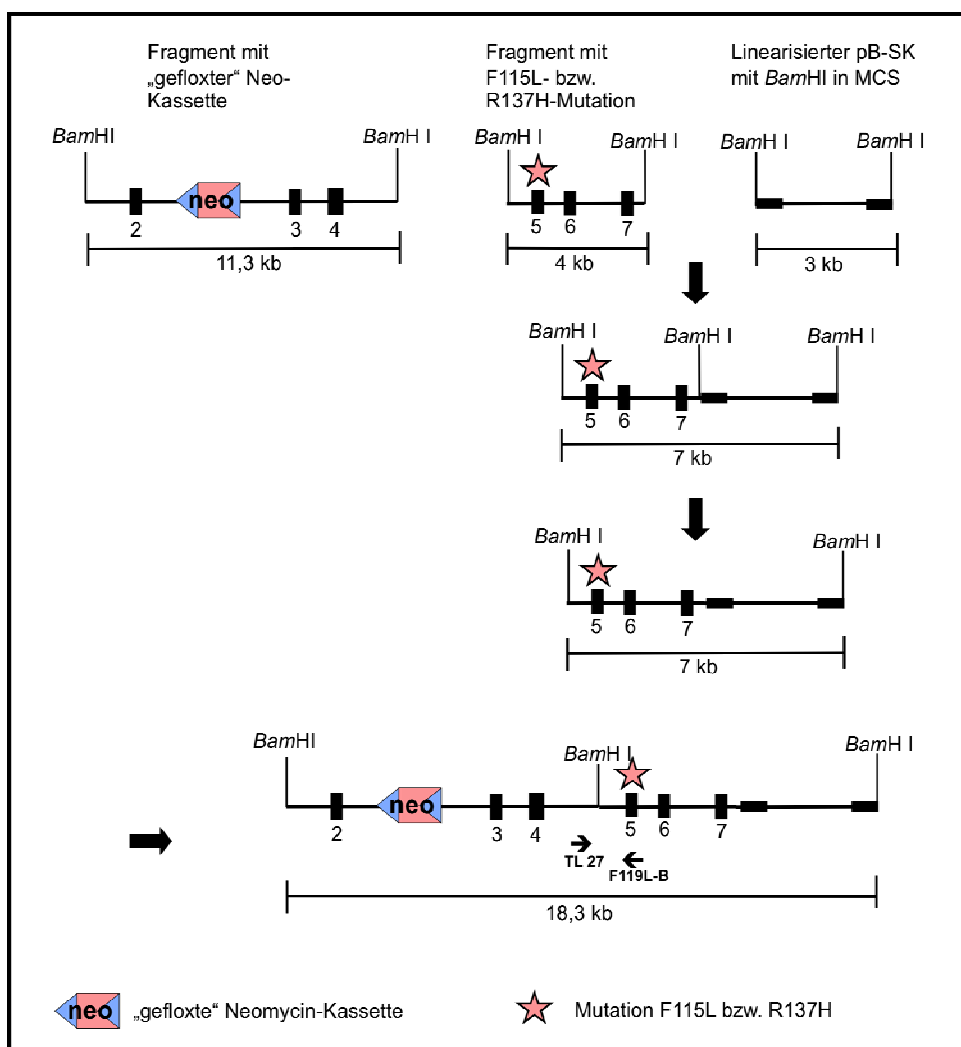 Fragment mit
„gefloxter“ Neo-
Kassette
Fragment mit
F115L- bzw.
R137H-Mutation
Linearisierter pB-SK
mit BamHI in MCS
BamHI
BamH I
BamH I
BamH I
BamH I
BamH I
neo
2
3
4
5
6
7
11,3 kb
4 kb
3 kb
BamH I
BamH I
BamH I
5
6
7
7 kb
BamH I
BamH I
5
6
7
7 kb
BamHI
BamH I
BamH I
neo
2
3
4
5
6
7
TL 27
F119L-B
18,3 kb
neo
„gefloxte“ Neomycin-Kassette
Mutation F115L bzw. R137H